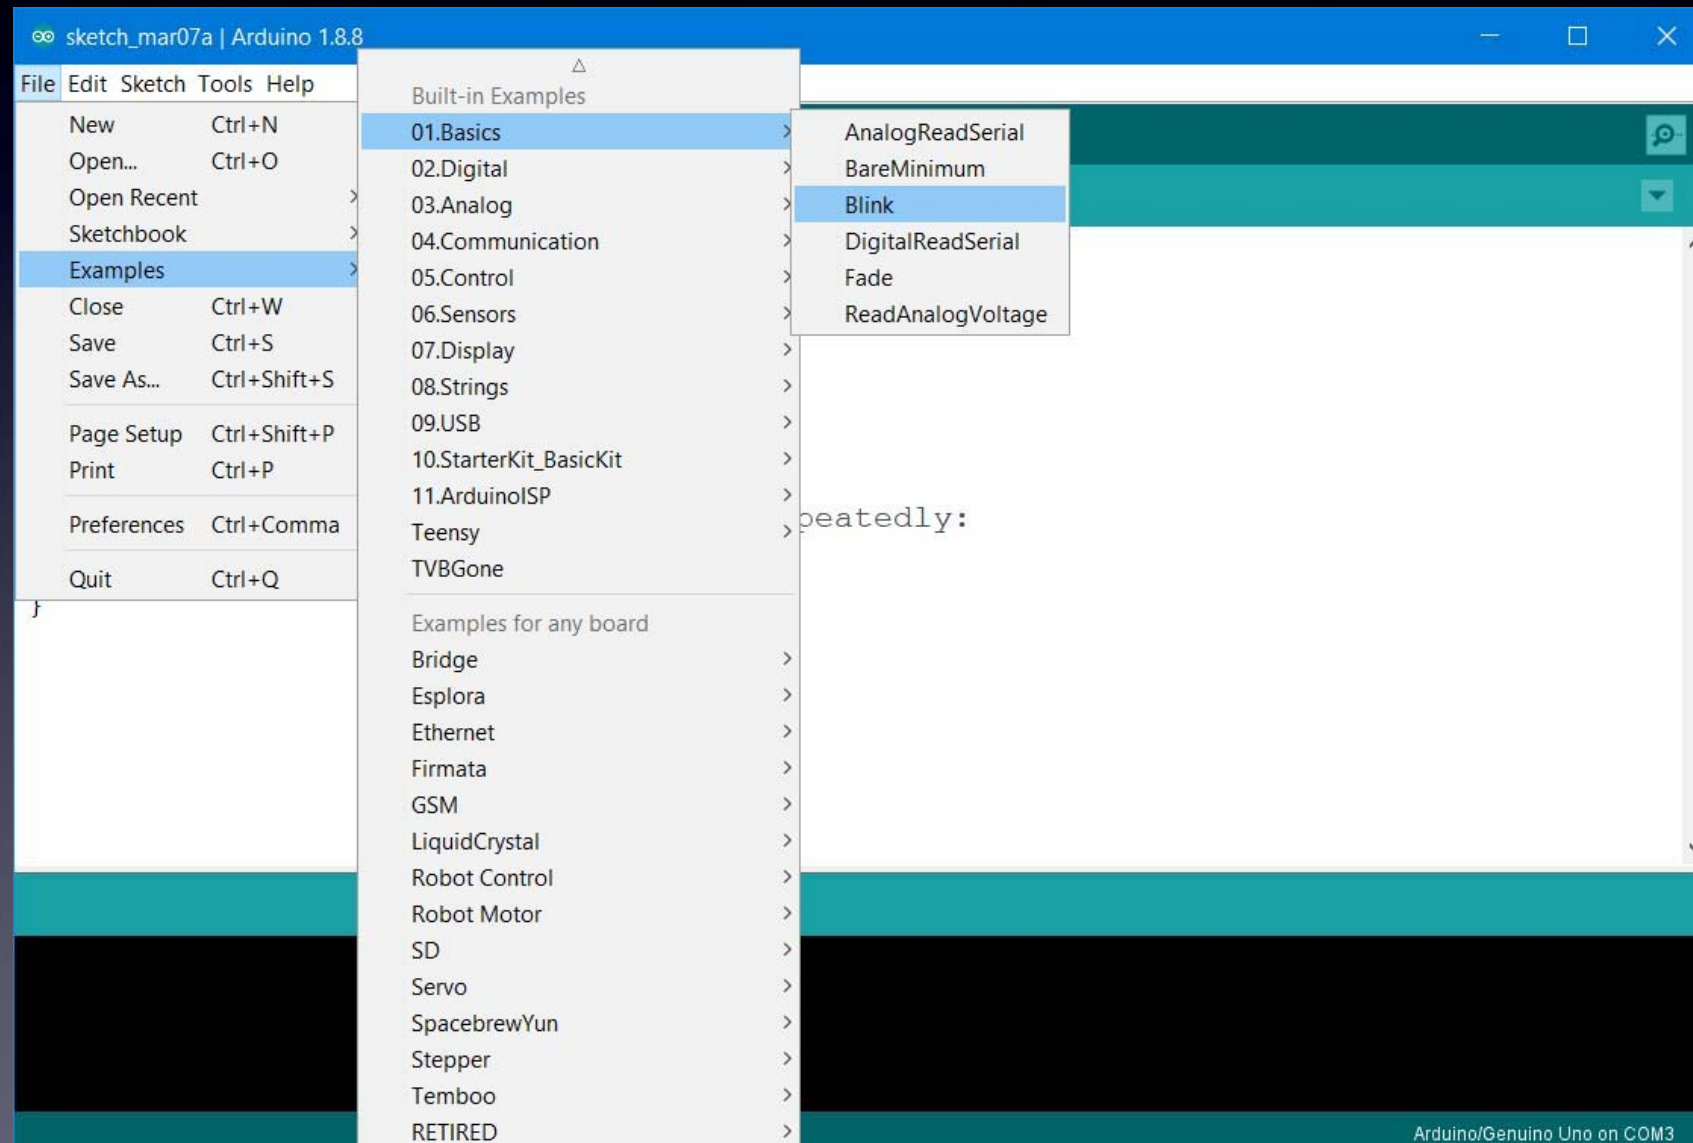 sketch_mar07a | Arduino 1.8.8
File Edit Sketch Tools Help
New Ctrl+N
Open... Ctrl+O
Open Recent
Sketchbook
Examples
Close Ctrl+W
Save Ctrl+S
Save As... Ctrl+Shift+S
Page Setup Ctrl+Shift+P
Print Ctrl+P
Preferences Ctrl+Comma
Quit Ctrl+Q
}
Built-in Examples
01.Basics
02.Digital
03.Analog
04.Communication
05.Control
06.Sensors
07.Display
08.Strings
09.USB
10.StarterKit_BasicKit
11.ArduinoISP
Teensy
TVBGone
Examples for any board
Bridge
Esplora
Ethernet
Firmata
GSM
LiquidCrystal
Robot Control
Robot Motor
SD
Servo
SpacebrewYun
Stepper
Temboo
RETIRED
AnalogReadSerial
BareMinimum
Blink
DigitalReadSerial
Fade
ReadAnalogVoltage
peatedly:
Arduino/Genuino Uno on COM3